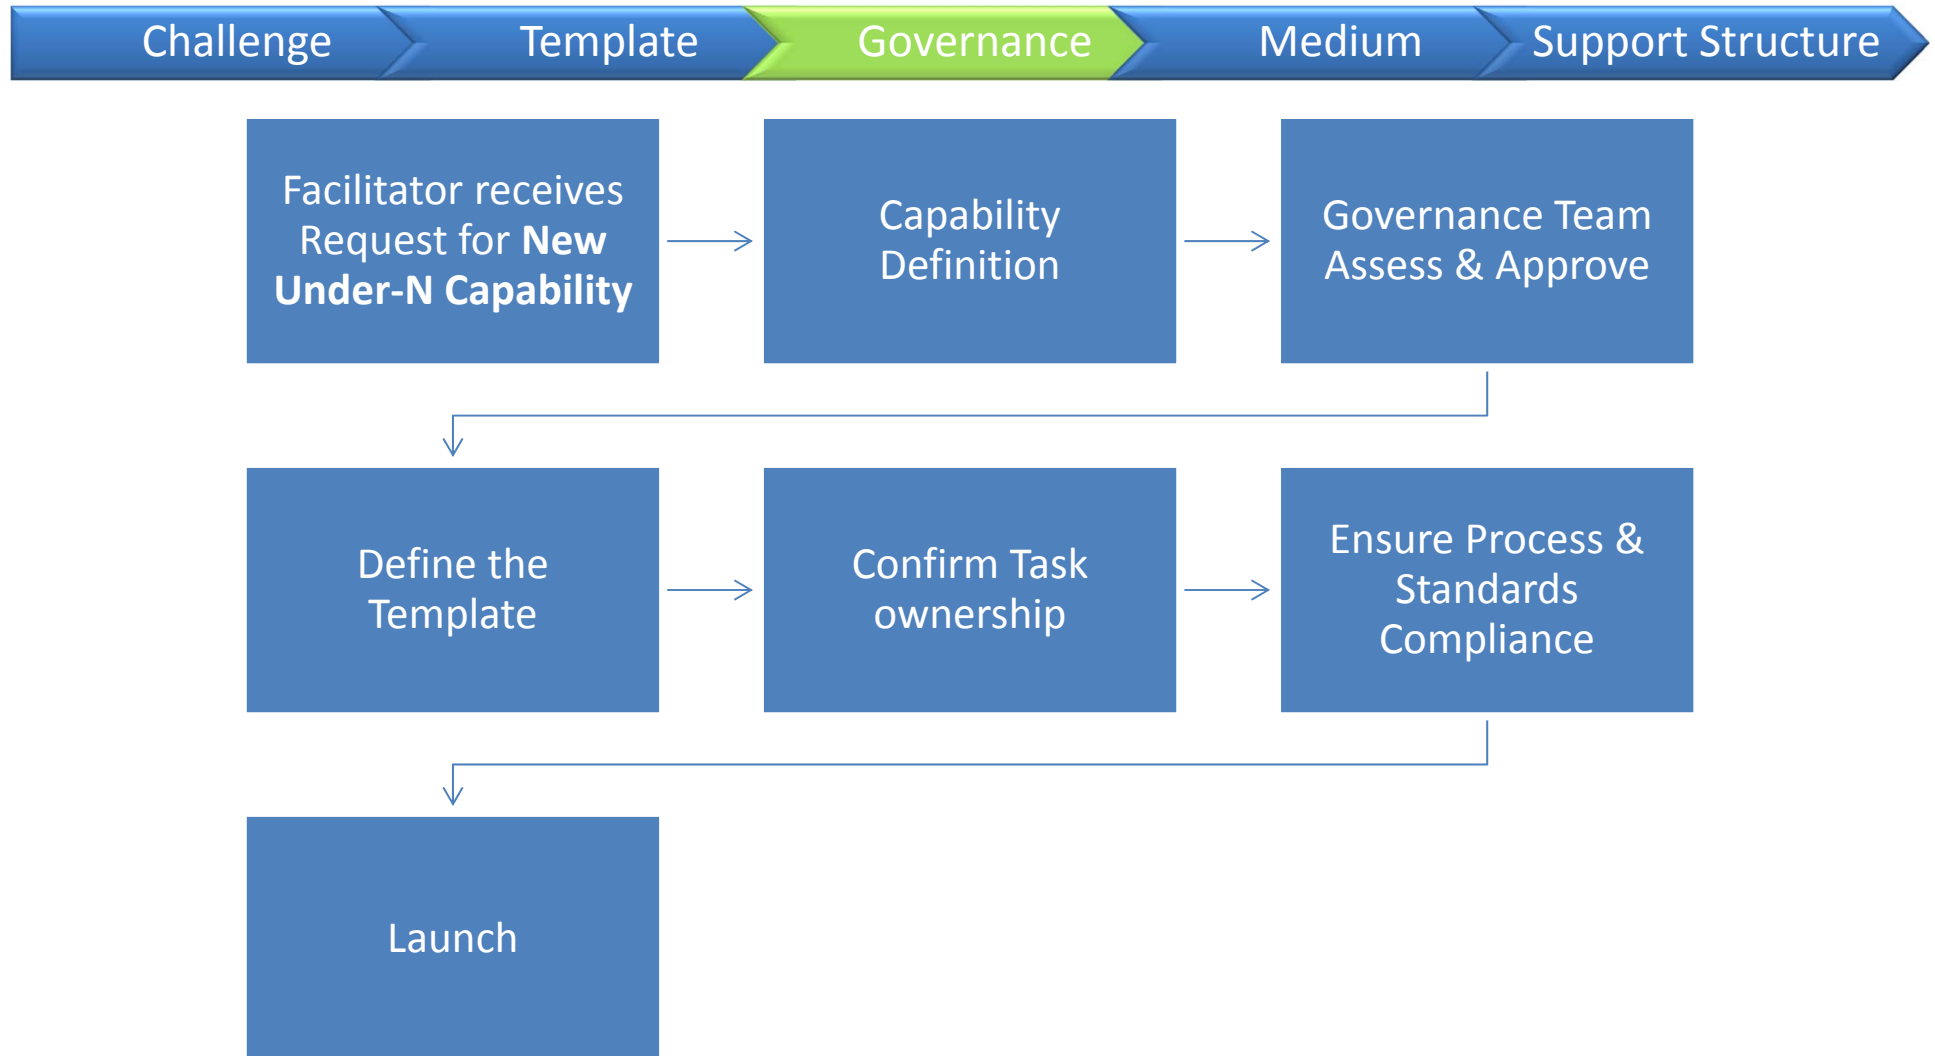 Challenge
Template
Governance
Medium
Support Structure
Facilitator receives
Request for New
Under-N Capability
Capability
Definition
Governance Team
Assess & Approve
Define the
Template
Confirm Task
ownership
Ensure Process &
Standards
Compliance
Launch